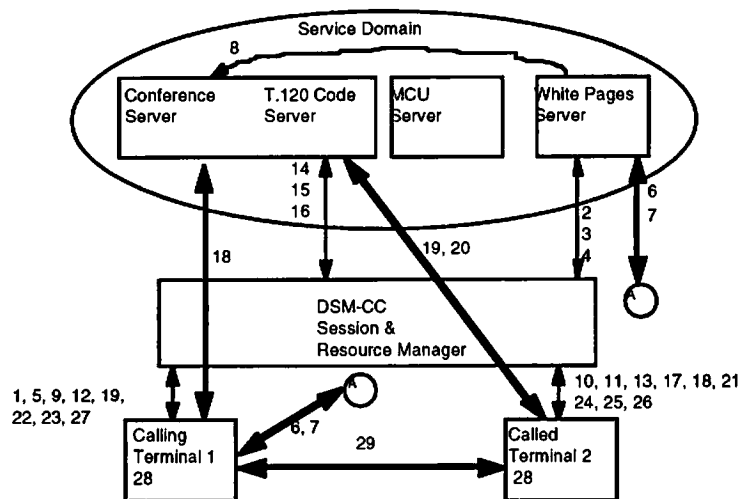 Service Domain
8
Conference Server
T.120 Code Server
MCU Server
White Pages Server
14
15
16
6
7
2
3
4
18
19, 20
A
DSM-CC
Session &
Resource Manager
1, 5, 9, 12, 19,
22, 23, 27
A
10, 11, 13, 17, 18, 21
24, 25, 26
6, 7
Calling
Terminal 1
28
29
Called
Terminal 2
28